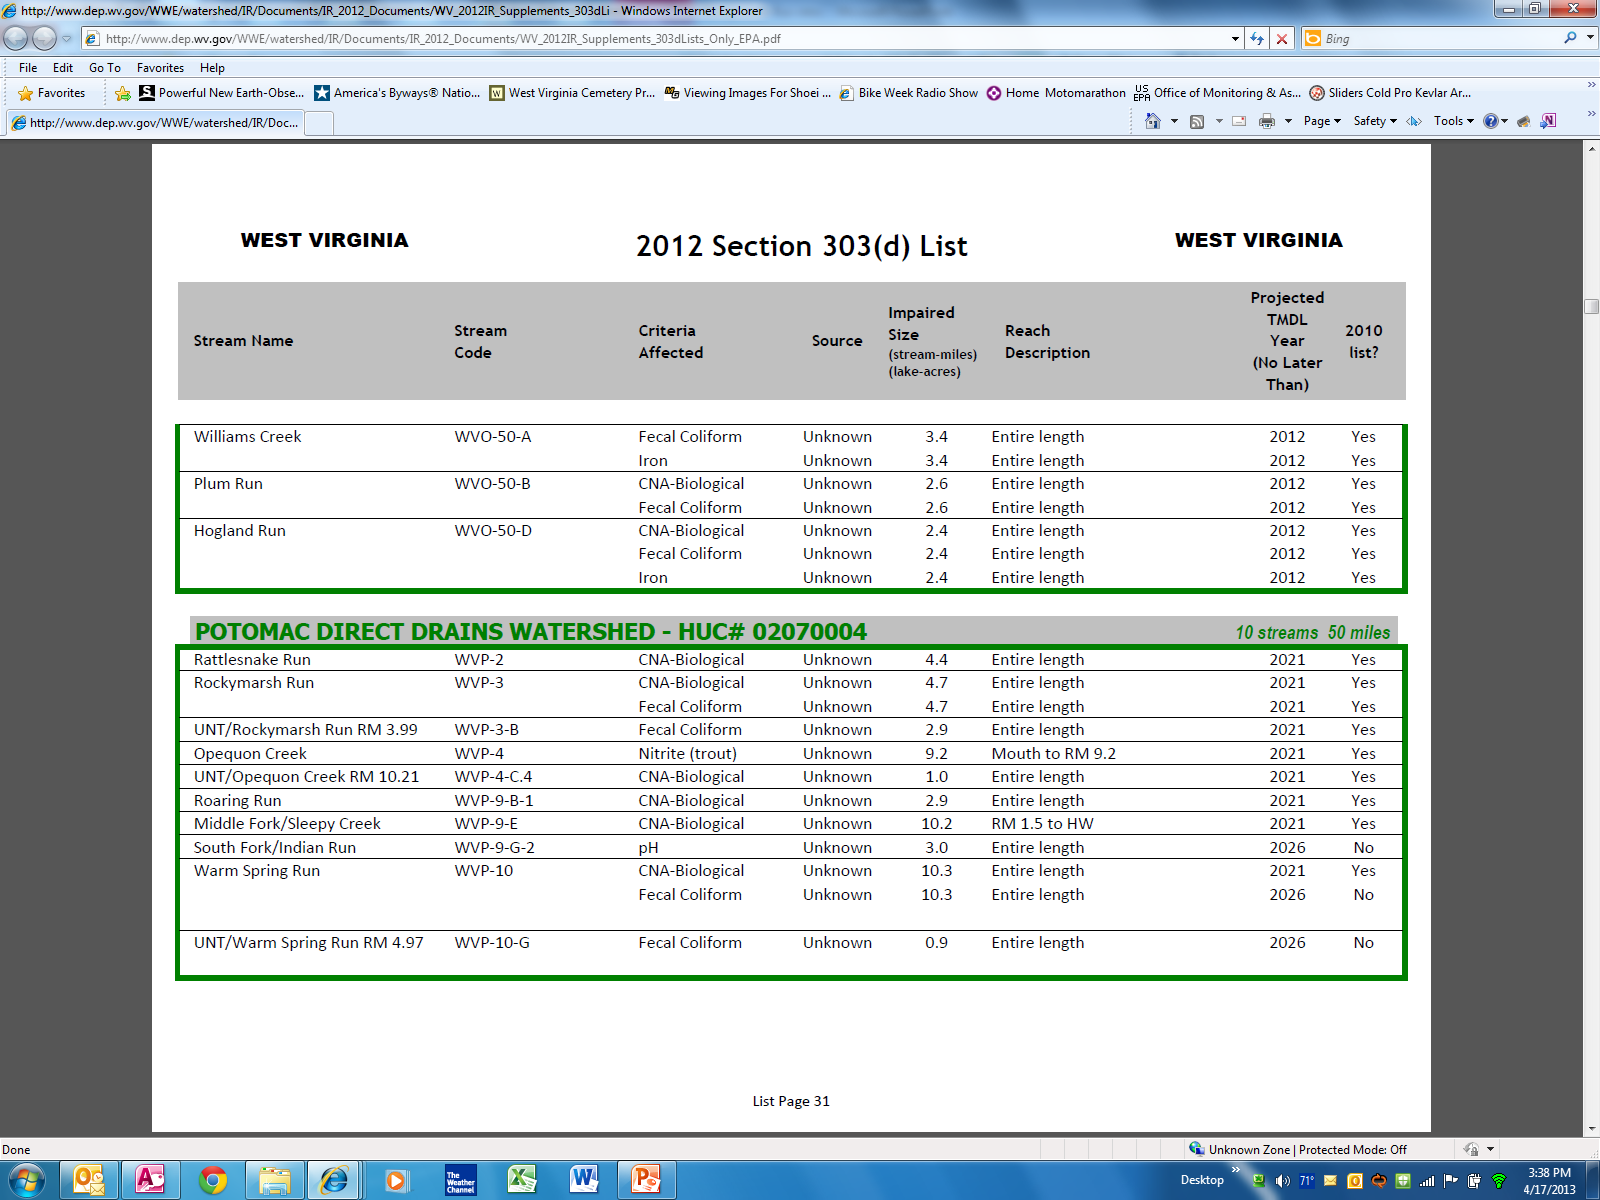 http://www.dep.wv.gov/WWE/watershed/IR/Documents/IR_2012_Documents/WV_2012IR_Supplements_303dLi - Windows Internet Explorer
http://www.dep.wv.gov/WWE/watershed/IR/Documents/IR_2012_Documents/WV_2012IR_Supplements_303dLists_Only_EPA.pdf
Bing
File Edit Go To Favorites Help
Favorites Powerful New Earth-Obse... America's Byways® Natio... West Virginia Cemetery Pr... Viewing Images For Shoei ... Bike Week Radio Show Home Motomarathon US EPA Office of Monitoring & As... Sliders Cold Pro Kevlar Ar...
http://www.dep.wv.gov/WWE/watershed/IR/Doc... Page Safety Tools
WEST VIRGINIA 2012 Section 303(d) List WEST VIRGINIA
Stream Name Stream Code Criteria Affected Source Impaired Size (stream-miles) (lake-acres) Reach Description Projected TMDL Year (No Later Than) 2010 list?
Williams Creek WVO-50-A Fecal Coliform Unknown 3.4 Entire length 2012 Yes
Iron Unknown 3.4 Entire length 2012 Yes
Plum Run WVO-50-B CNA-Biological Unknown 2.6 Entire length 2012 Yes
Fecal Coliform Unknown 2.6 Entire length 2012 Yes
Hogland Run WVO-50-D CNA-Biological Unknown 2.4 Entire length 2012 Yes
Fecal Coliform Unknown 2.4 Entire length 2012 Yes
Iron Unknown 2.4 Entire length 2012 Yes
POTOMAC DIRECT DRAINS WATERSHED - HUC# 02070004 10 streams 50 miles
Rattlesnake Run WVP-2 CNA-Biological Unknown 4.4 Entire length 2021 Yes
Rockymarsh Run WVP-3 CNA-Biological Unknown 4.7 Entire length 2021 Yes
Fecal Coliform Unknown 4.7 Entire length 2021 Yes
UNT/Rockymarsh Run RM 3.99 WVP-3-B Fecal Coliform Unknown 2.9 Entire length 2021 Yes
Opequon Creek WVP-4 Nitrite (trout) Unknown 9.2 Mouth to RM 9.2 2021 Yes
UNT/Opequon Creek RM 10.21 WVP-4-C.4 CNA-Biological Unknown 1.0 Entire length 2021 Yes
Roaring Run WVP-9-B-1 CNA-Biological Unknown 2.9 Entire length 2021 Yes
Middle Fork/Sleepy Creek WVP-9-E CNA-Biological Unknown 10.2 RM 1.5 to HW 2021 Yes
South Fork/Indian Run WVP-9-G-2 pH Unknown 3.0 Entire length 2026 No
Warm Spring Run WVP-10 CNA-Biological Unknown 10.3 Entire length 2021 Yes
Fecal Coliform Unknown 10.3 Entire length 2026 No
UNT/Warm Spring Run RM 4.97 WVP-10-G Fecal Coliform Unknown 0.9 Entire length 2026 No
List Page 31
Done Unknown Zone | Protected Mode: Off
The Weather Channel Desktop 71° 3:38 PM
4/17/2013